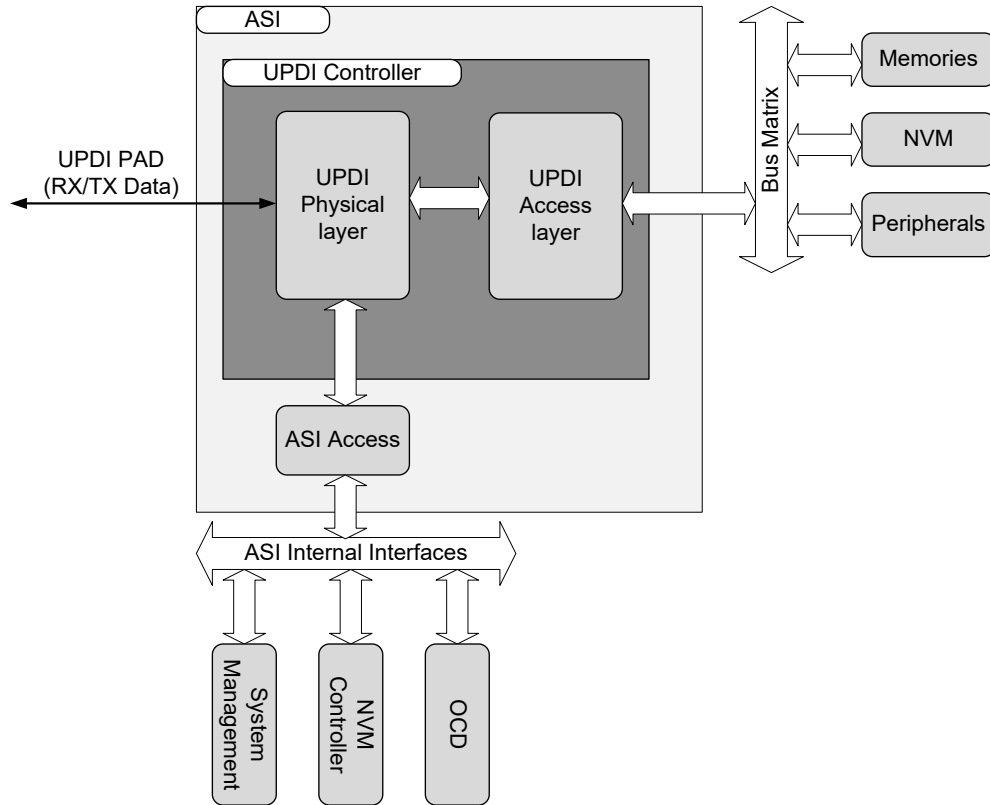 ASI
UPDI Controller
UPDI PAD
(RX/TX Data)
UPDI
Physical
layer
UPDI
Access
layer
Bus Matrix
Memories
NVM
Peripherals
ASI Access
ASI Internal Interfaces
System
Management
NVM
Controller
OCD